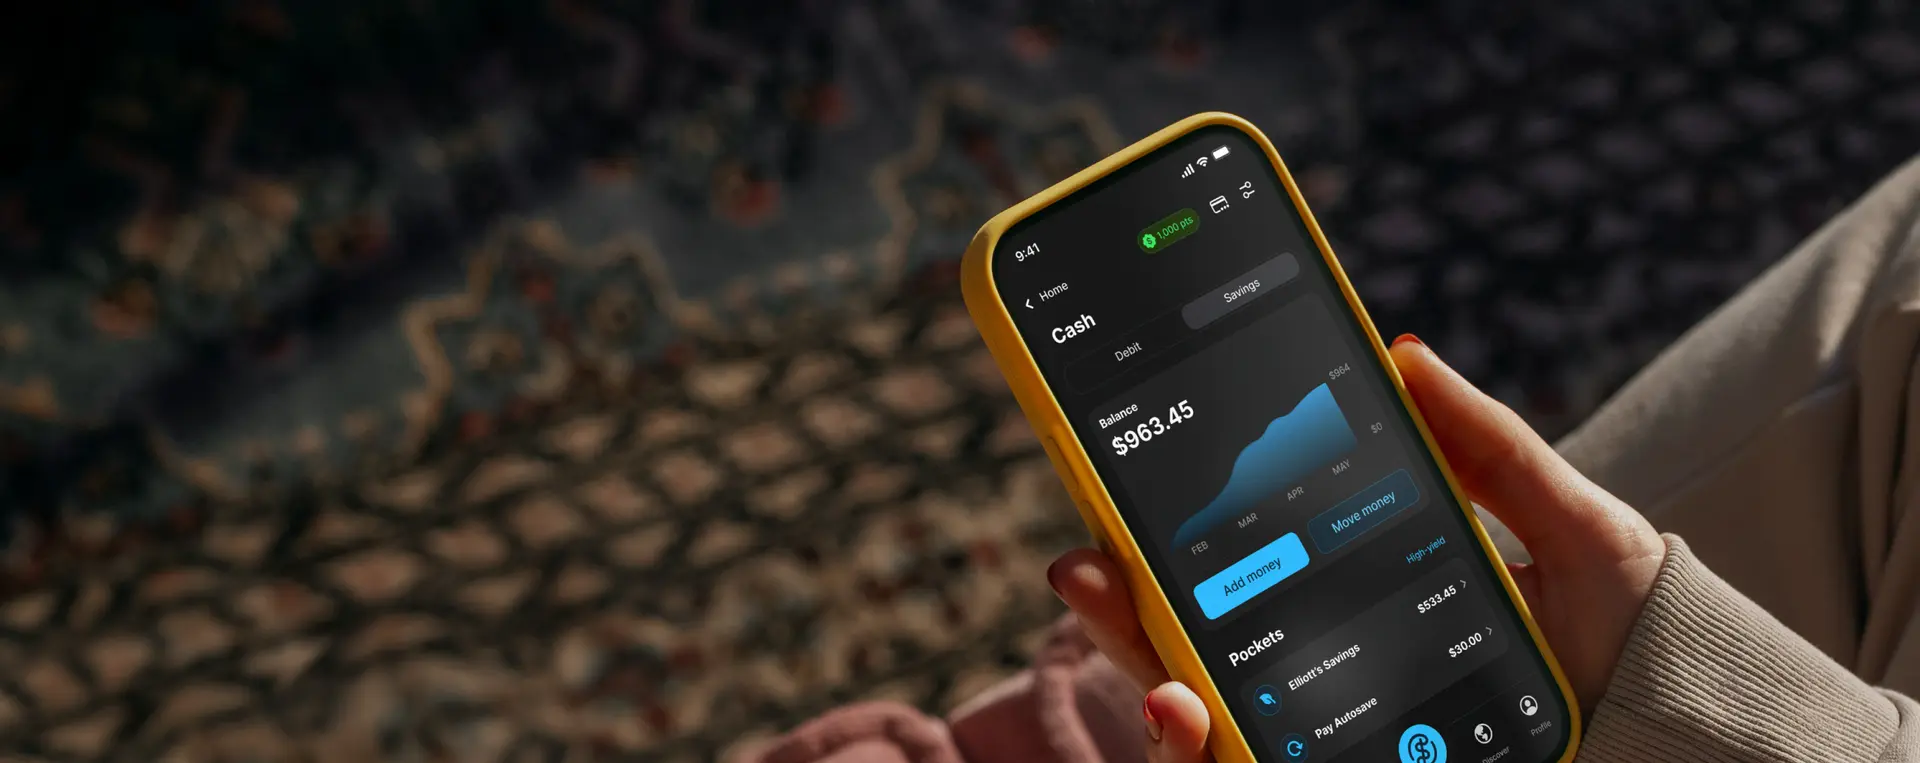 9:41
1,000 pts
Home
Cash
Debit
Savings
Balance
$963.45
$964
$0
FEB
MAR
APR
MAY
Add money
Move money
High-yield
Pockets
Elliott's Savings
$533.45
Pay Autosave
$30.00
Discover
Profile